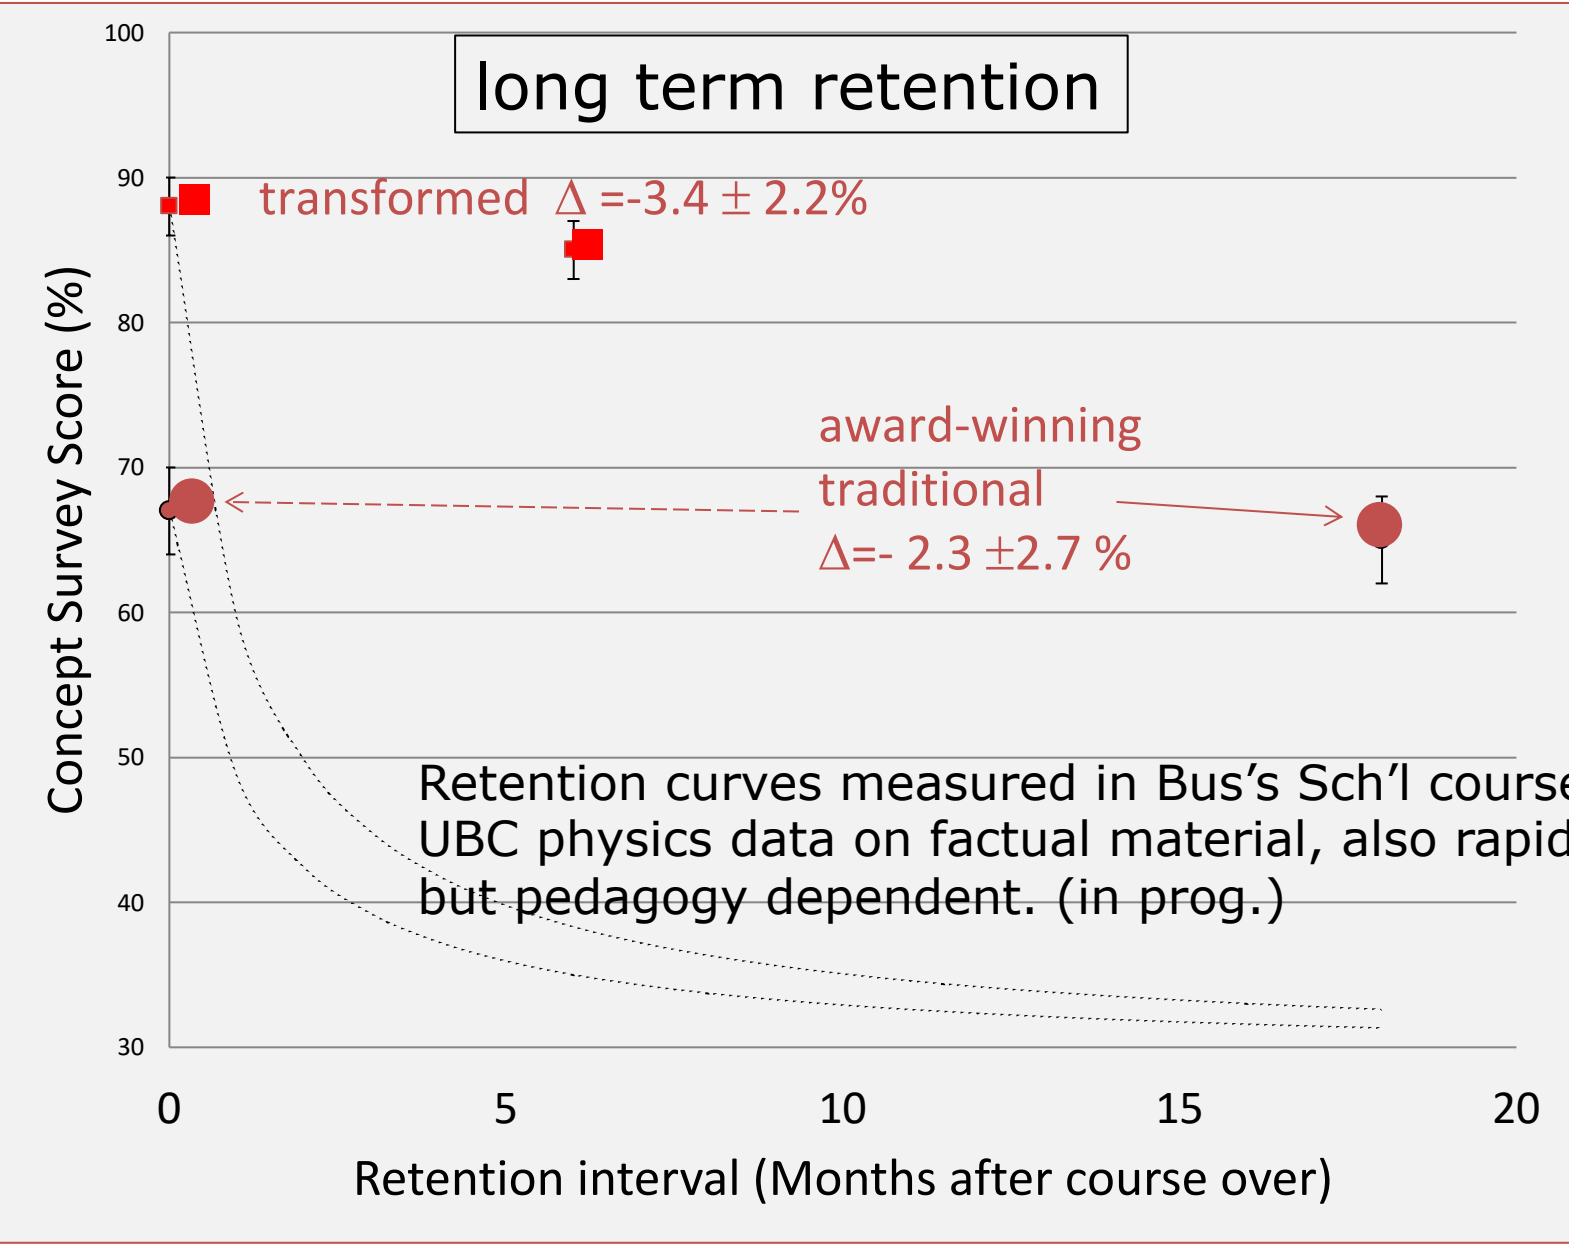 long term retention
100
90
80
70
60
50
40
30
Concept Survey Score (%)
transformed Δ =-3.4 ± 2.2%
award-winning
traditional
Δ=- 2.3 ±2.7 %
Retention curves measured in Bus’s Sch’l course
UBC physics data on factual material, also rapid
but pedagogy dependent. (in prog.)
0 5 10 15 20
Retention interval (Months after course over)